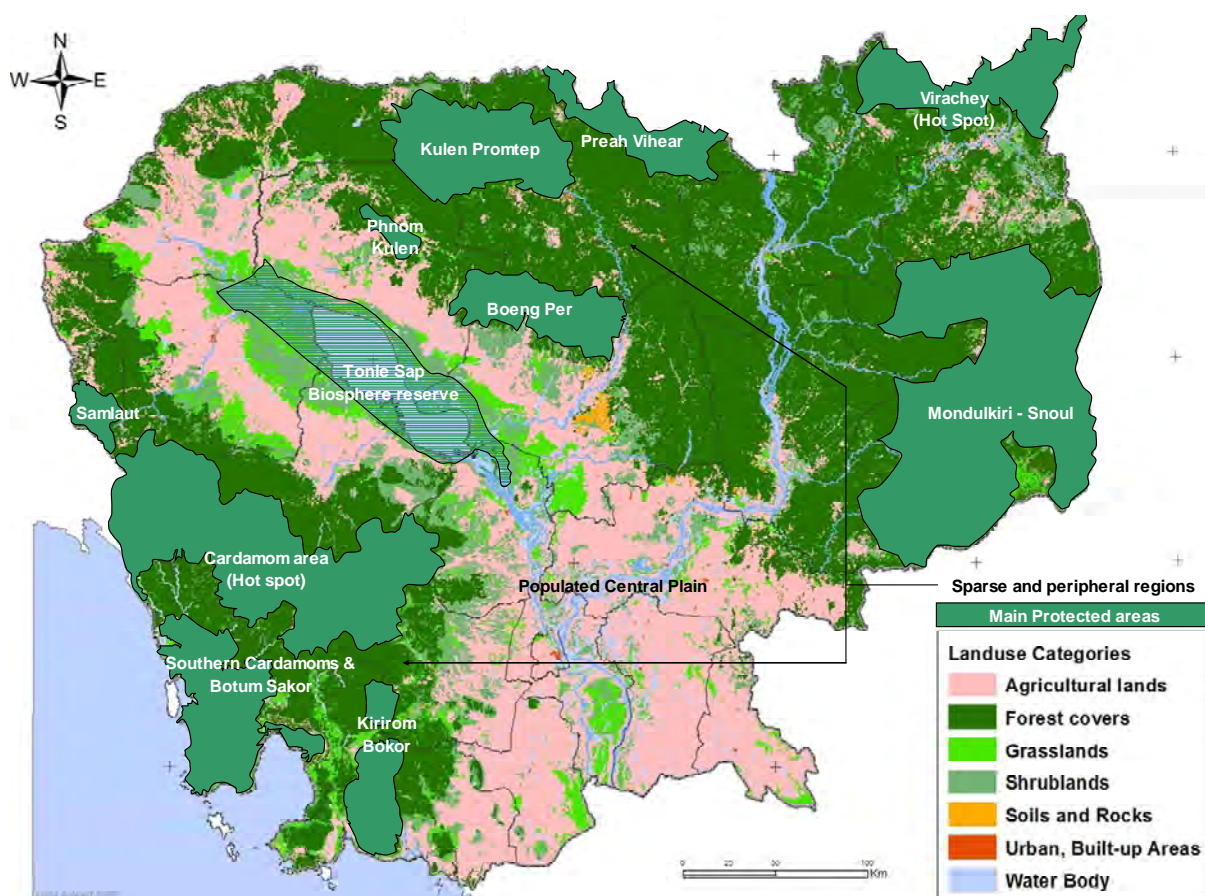 N
W
E
S
Virachey
(Hot Spot)
Kulen Promtep
Preah Vihear
Phnom
Kulen
Boeng Per
Tonle Sap
Biosphere reserve
Samlaut
Mondulkiri - Snoul
Cardamom area
(Hot spot)
Populated Central Plain
Sparse and peripheral regions
Main Protected areas
Southern Cardamoms &
Botum Sakor
Kirirom
Bokor
Landuse Categories
Agricultural lands
Forest covers
Grasslands
Shrublands
Soils and Rocks
Urban, Built-up Areas
Water Body
0
100
Km